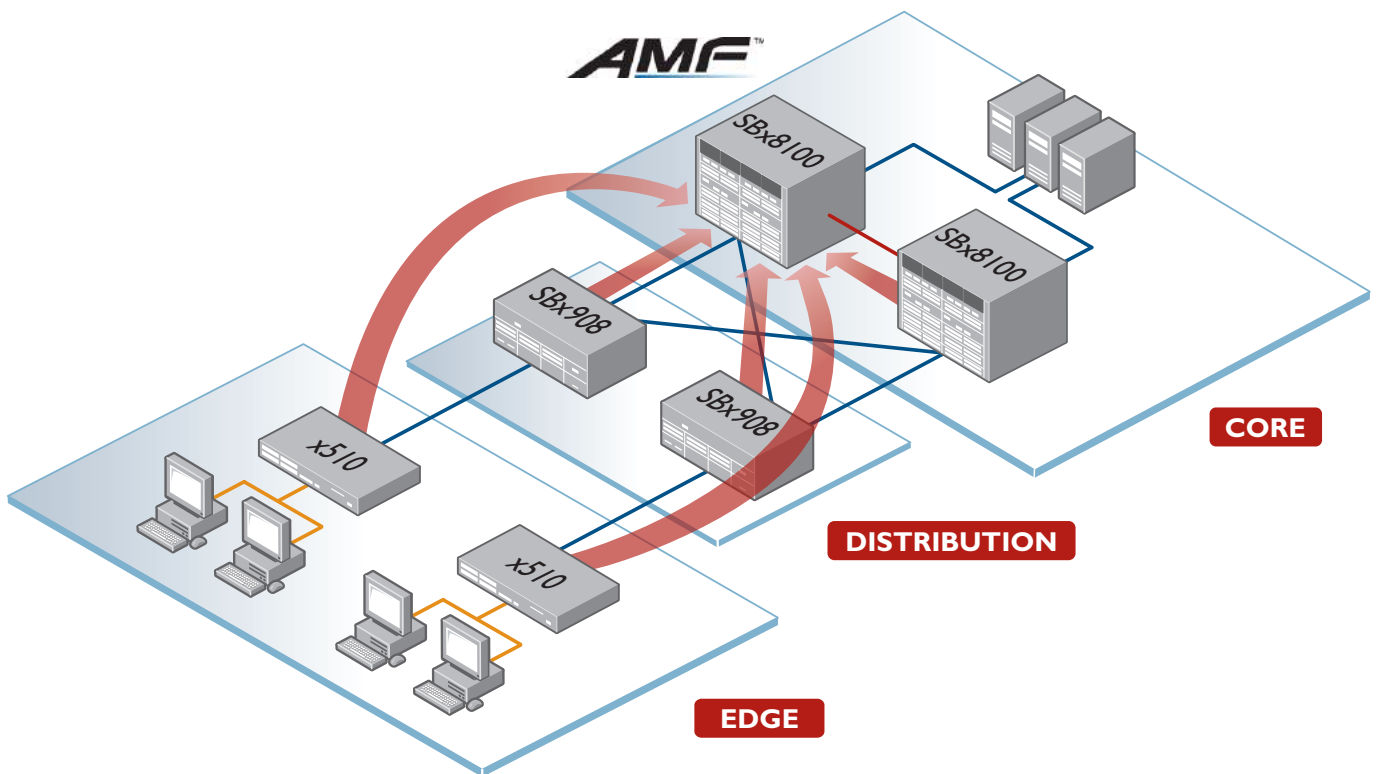 AMF™
SBx8100
SBx8100
SBx908
CORE
SBx908
x510
DISTRIBUTION
x510
EDGE